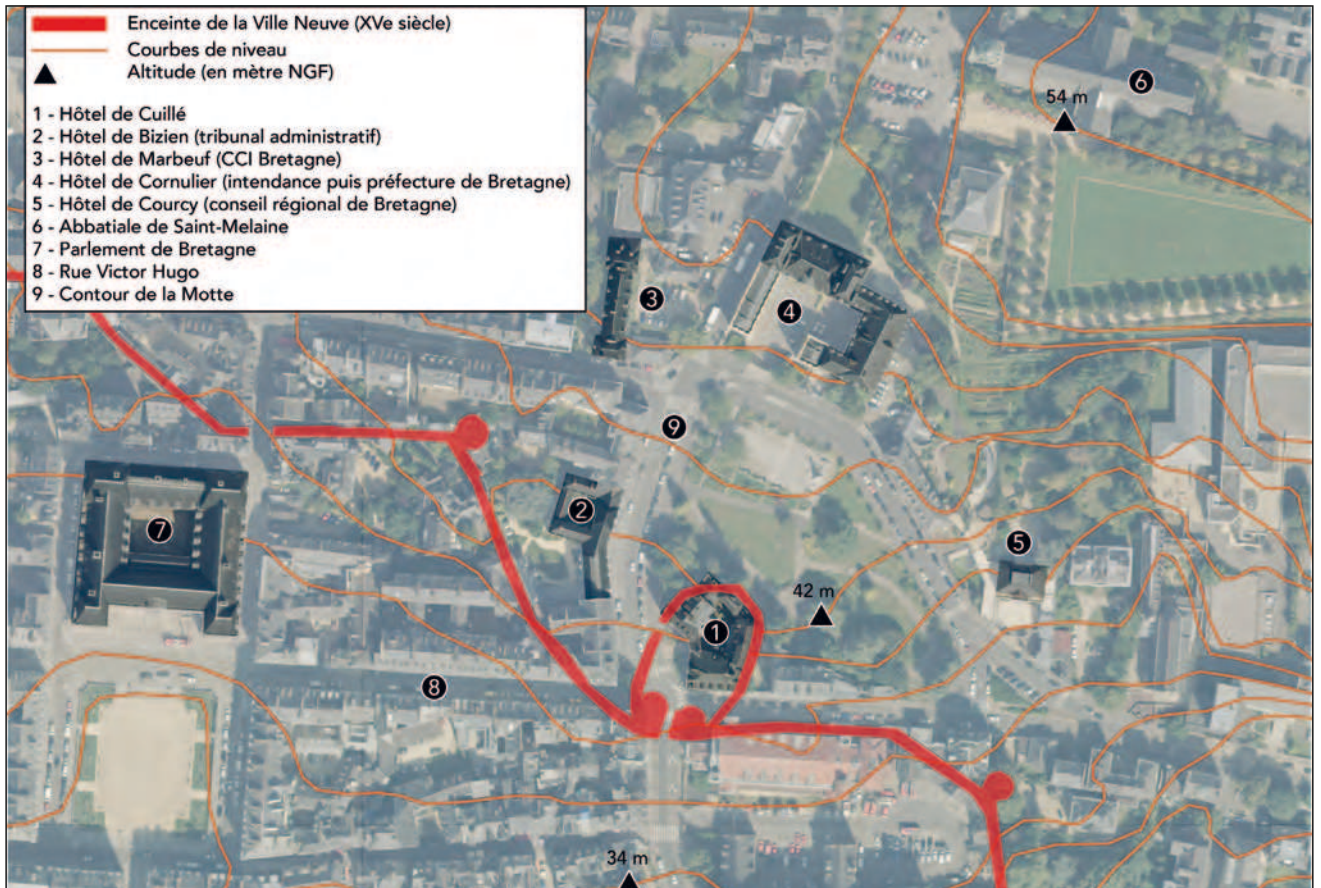 Enceinte de la Ville Neuve (XVe siècle)
Courbes de niveau
Altitude (en mètre NGF)
1 - Hôtel de Cuillé
2 - Hôtel de Bizien (tribunal administratif)
3 - Hôtel de Marbeuf (CCI Bretagne)
4 - Hôtel de Cornulier (intendance puis préfecture de Bretagne)
5 - Hôtel de Courcy (conseil régional de Bretagne)
6 - Abbatiale de Saint-Melaine
7 - Parlement de Bretagne
8 - Rue Victor Hugo
9 - Contour de la Motte
6
54 m
3
4
9
2
7
5
42 m
1
8
34 m